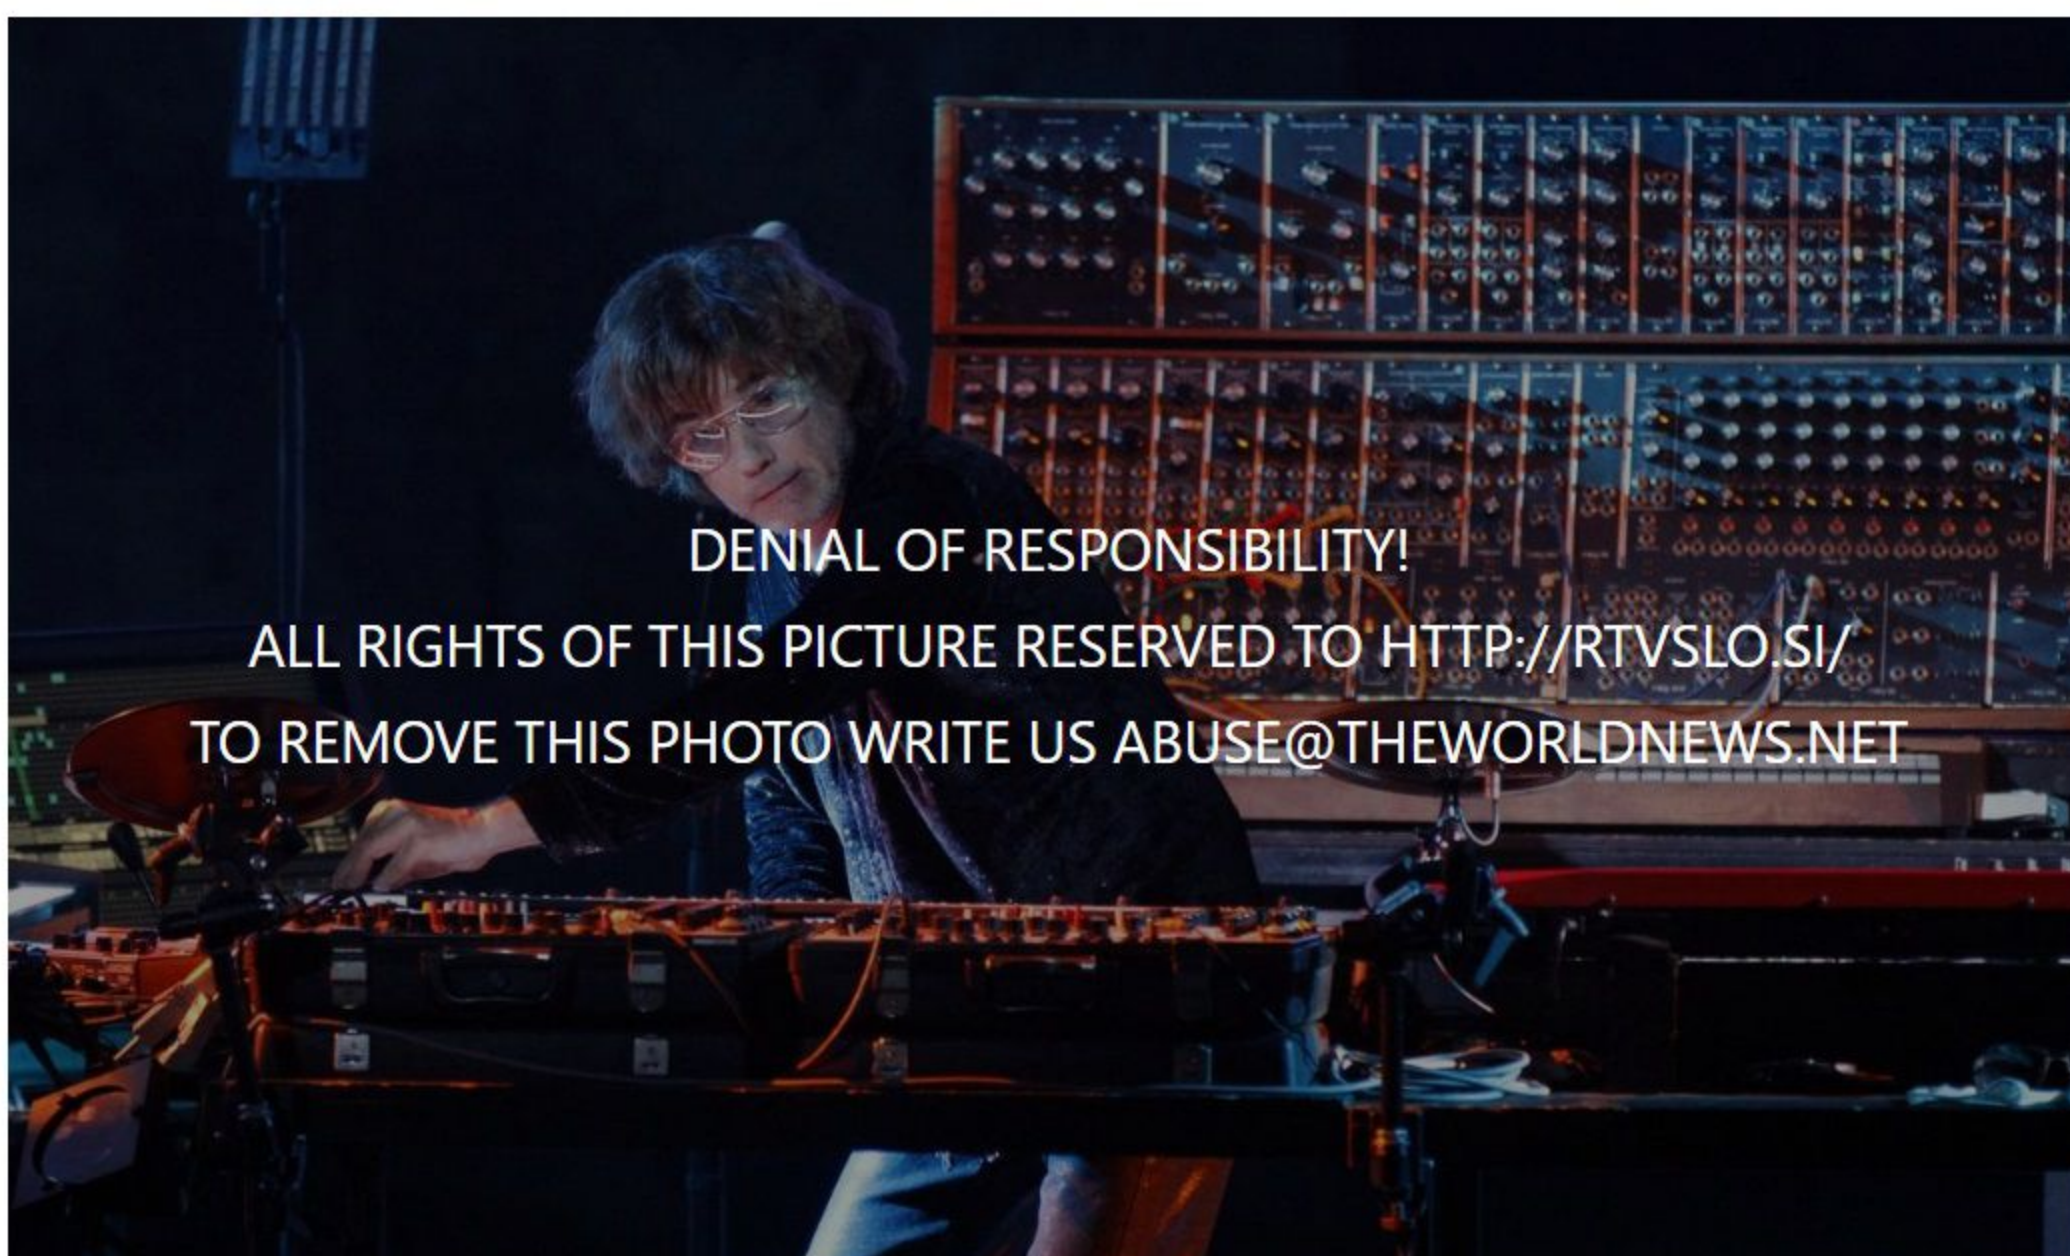 DENIAL OF RESPONSIBILITY!
ALL RIGHTS OF THIS PICTURE RESERVED TO HTTP://RTVSLO.SI/
TO REMOVE THIS PHOTO WRITE US ABUSE@THEWORLDNEWS.NET